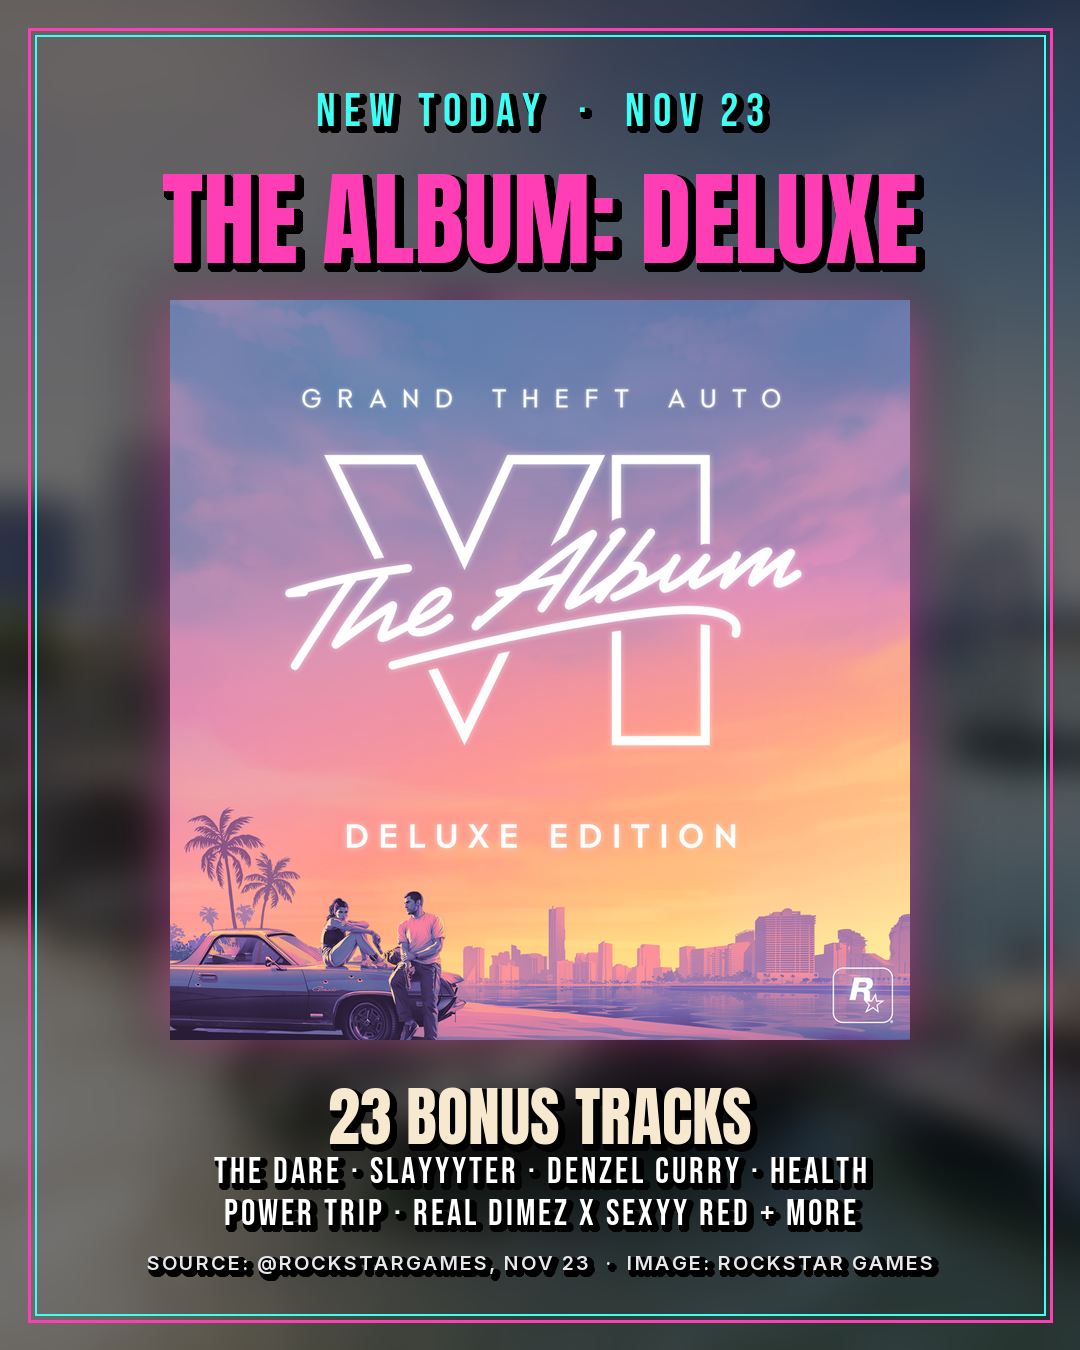 NEW TODAY · NOV 23
THE ALBUM: DELUXE
GRAND THEFT AUTO
VI
The Album
DELUXE EDITION
R
23 BONUS TRACKS
THE DARE · SLAYYYTER · DENZEL CURRY · HEALTH
POWER TRIP · REAL DIMEZ X SEXYY RED + MORE
SOURCE: @ROCKSTARGAMES, NOV 23 · IMAGE: ROCKSTAR GAMES